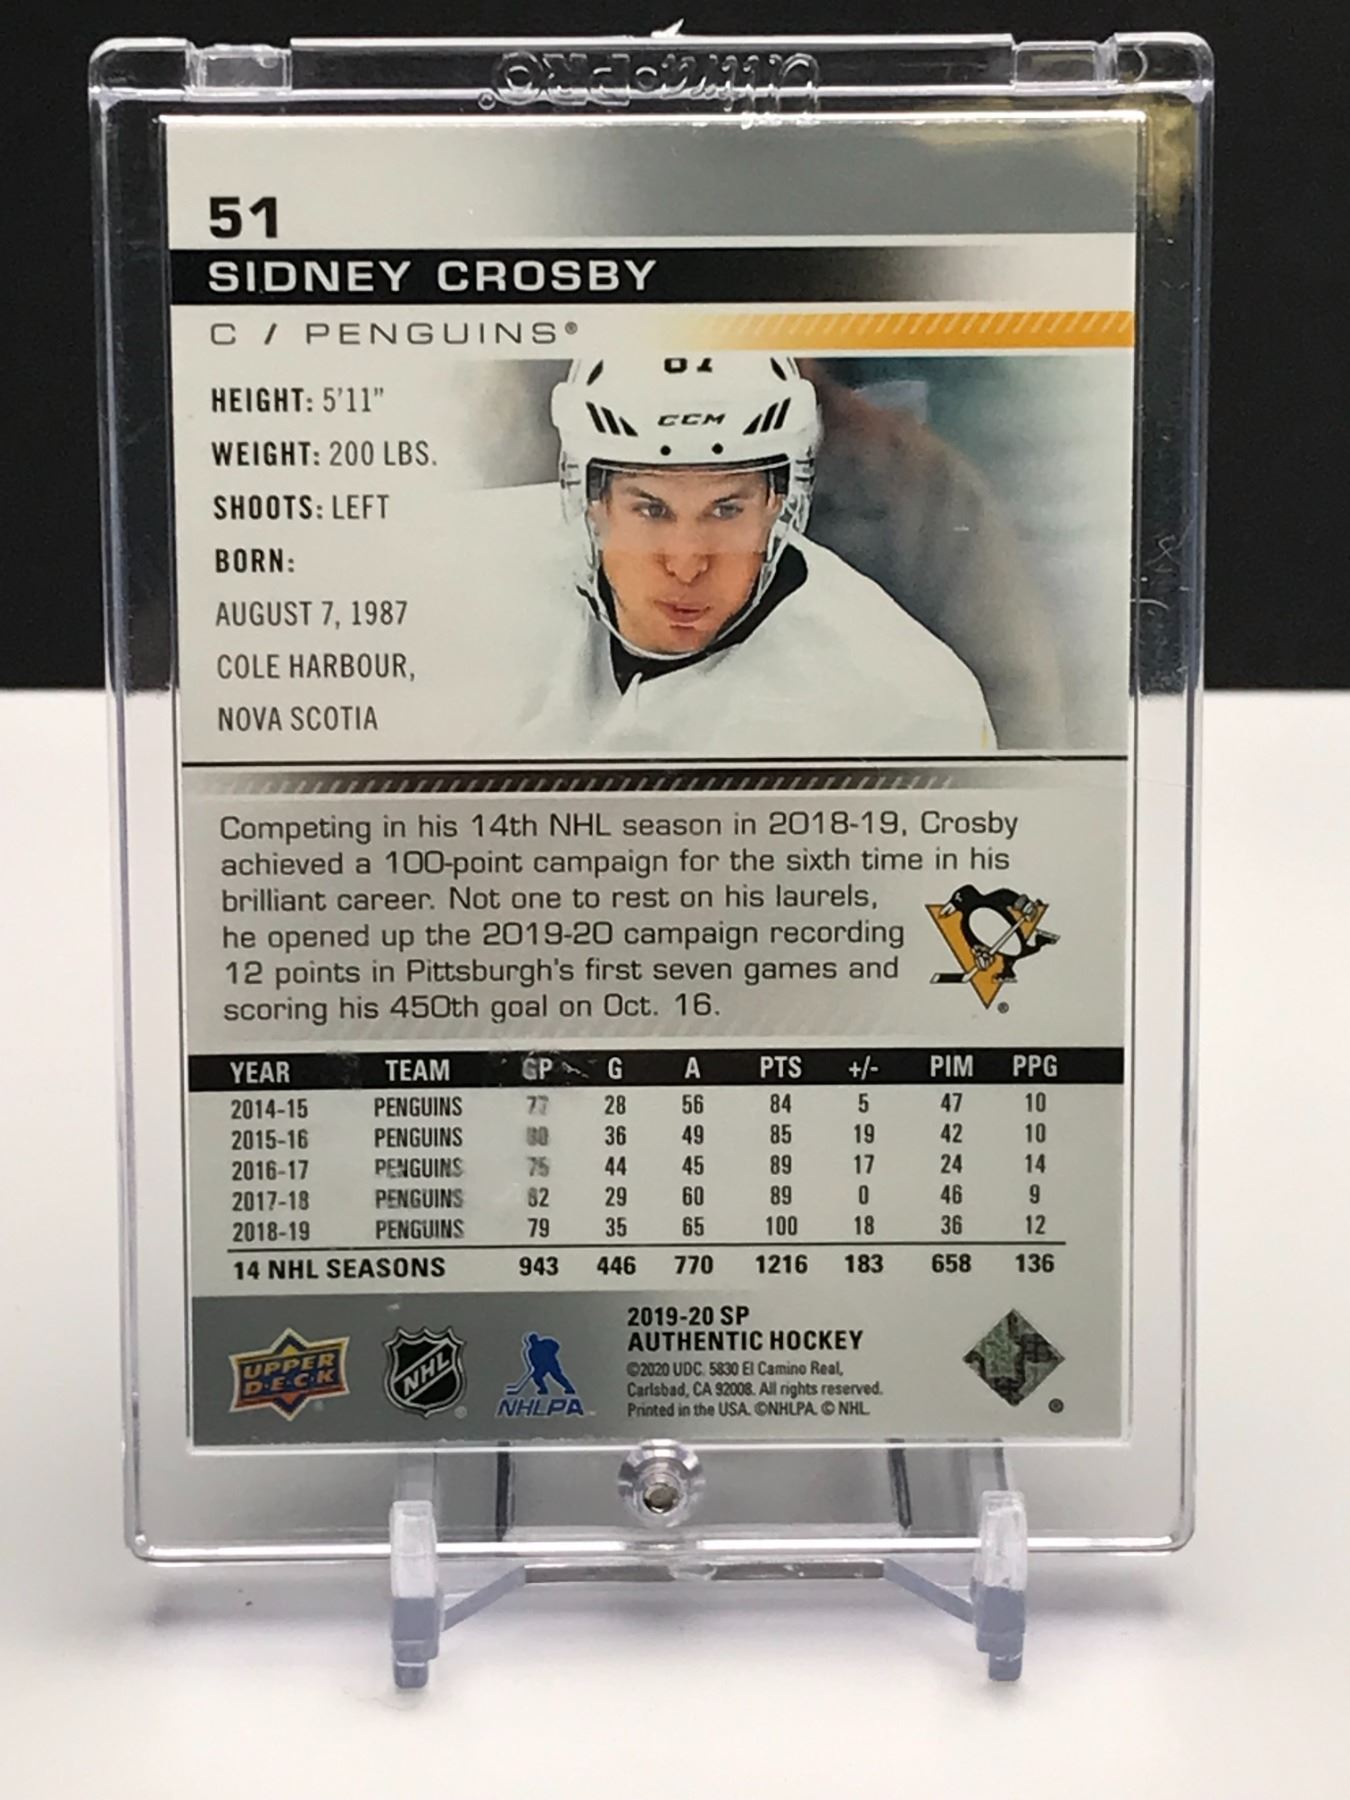 Ultra•PRO
51
SIDNEY CROSBY
C / PENGUINS®
87
CCM
HEIGHT: 5'11"
WEIGHT: 200 LBS.
SHOOTS: LEFT
BORN:
AUGUST 7, 1987
COLE HARBOUR,
NOVA SCOTIA
Competing in his 14th NHL season in 2018-19, Crosby
achieved a 100-point campaign for the sixth time in his
brilliant career. Not one to rest on his laurels,
he opened up the 2019-20 campaign recording
12 points in Pittsburgh's first seven games and
scoring his 450th goal on Oct. 16.
YEAR TEAM GP G A PTS +/- PIM PPG
2014-15 PENGUINS 77 28 56 84 5 47 10
2015-16 PENGUINS 80 36 49 85 19 42 10
2016-17 PENGUINS 75 44 45 89 17 24 14
2017-18 PENGUINS 82 29 60 89 0 46 9
2018-19 PENGUINS 79 35 65 100 18 36 12
14 NHL SEASONS 943 446 770 1216 183 658 136
UPPER
D·E·C·K
NHL
NHLPA
2019-20 SP
AUTHENTIC HOCKEY
©2020 UDC. 5830 El Camino Real,
Carlsbad, CA 92008. All rights reserved.
Printed in the USA. ©NHLPA. © NHL.